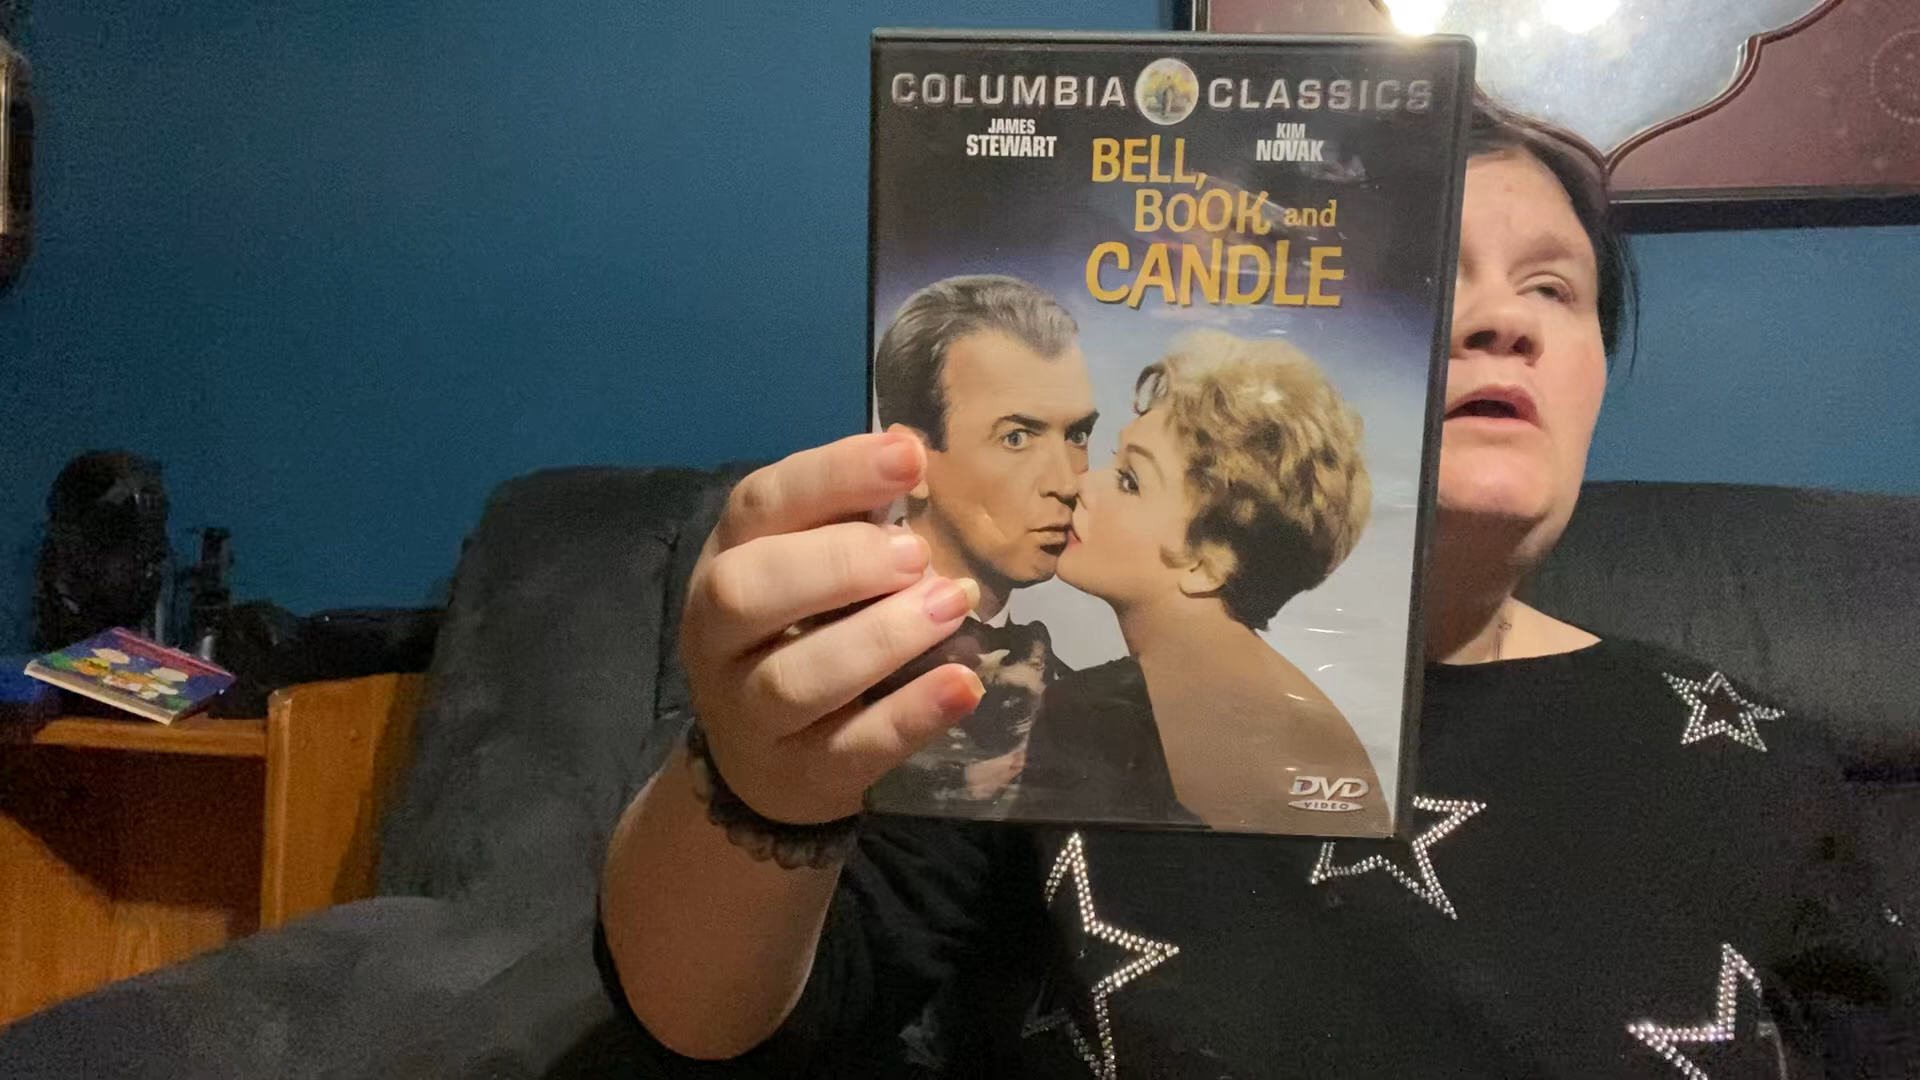 COLUMBIA CLASSICS
JAMES
STEWART
KIM
NOVAK
BELL,
BOOK and
CANDLE
DVD
VIDEO